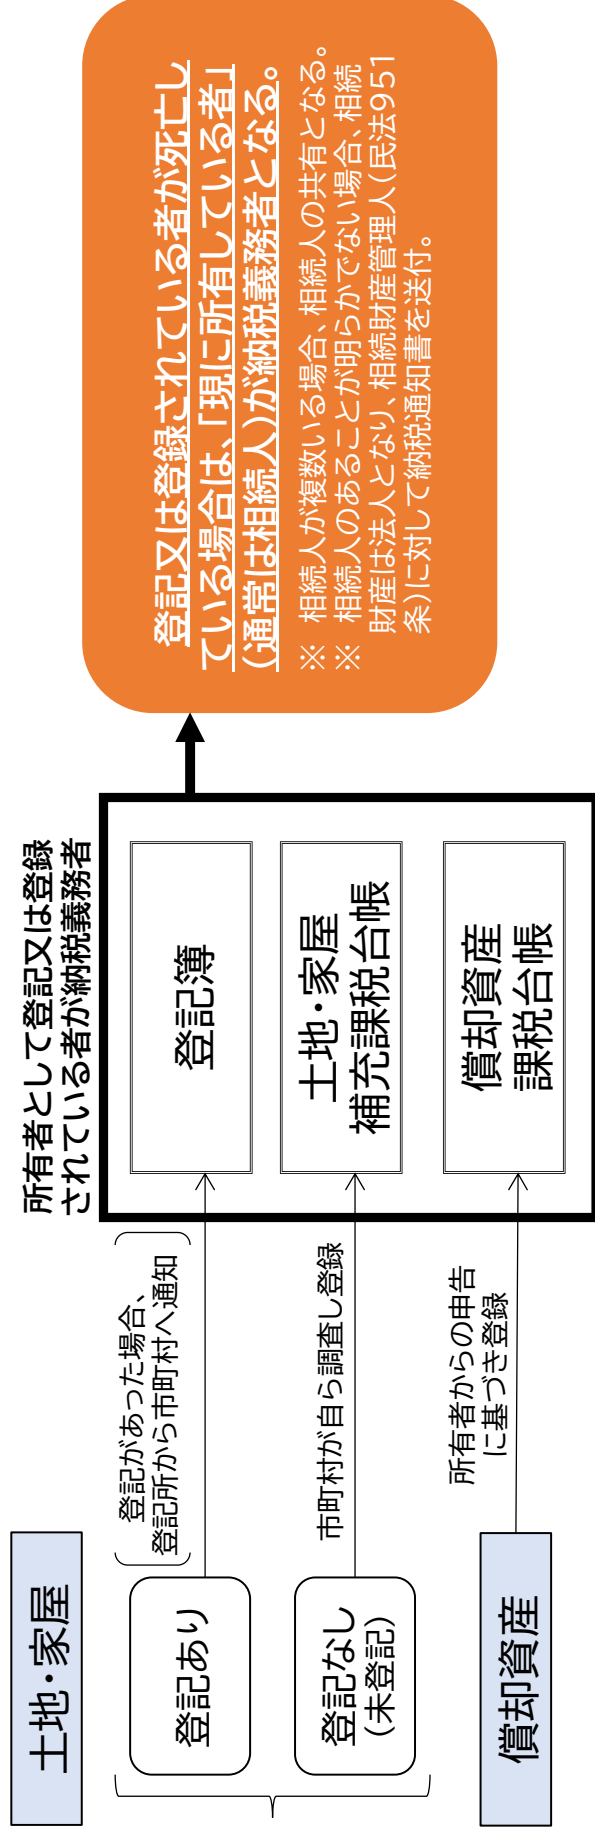 土地・家屋
登記あり
登記があった場合、
登記所から市町村へ通知
登記なし
(未登記)
市町村が自ら調査し登録
償却資産
所有者からの申告
に基づき登録
所有者として登記又は登録
されている者が納税義務者
登記簿
土地・家屋
補充課税台帳
償却資産
課税台帳
登記又は登録されている者が死亡し
ている場合は、「現に所有している者」
(通常は相続人)が納税義務者となる。
※ 相続人が複数いる場合、相続人の共有となる。
※ 相続人のあることが明らかでない場合、相続
財産は法人となり、相続財産管理人(民法951
条)に対して納税通知書を送付。